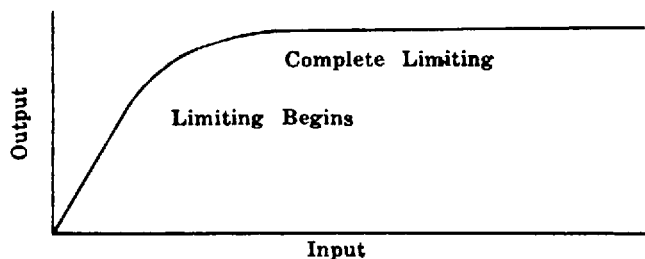 Complete Limiting
Limiting Begins
Output
Input